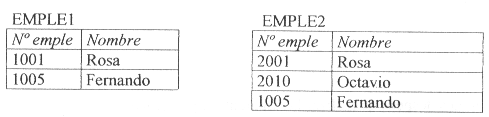 EMPLE1
Nº emple Nombre
1001 Rosa
1005 Fernando
EMPLE2
Nº emple Nombre
2001 Rosa
2010 Octavio
1005 Fernando